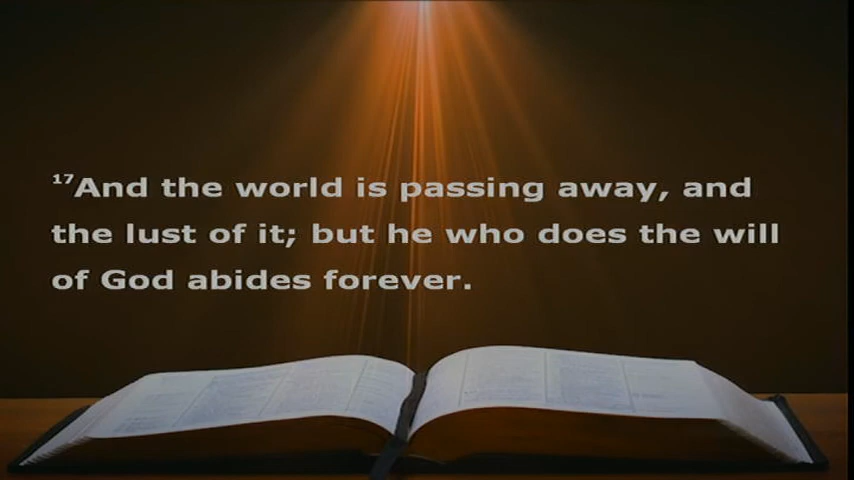 17And the world is passing away, and
the lust of it; but he who does the will
of God abides forever.